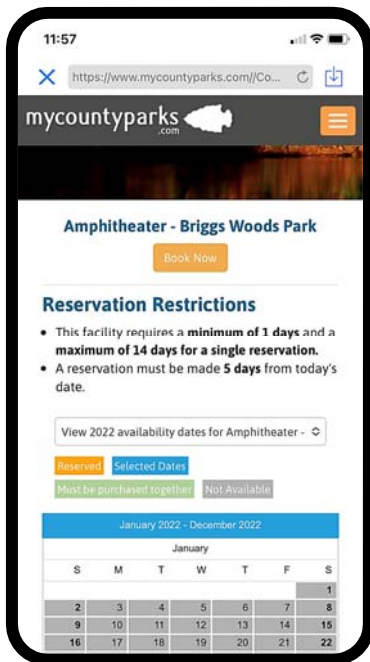 11:57
https://www.mycountyparks.com//Co...
mycountyparks
.com
Amphitheater - Briggs Woods Park
Book Now
Reservation Restrictions
• This facility requires a minimum of 1 days and a
maximum of 14 days for a single reservation.
• A reservation must be made 5 days from today's
date.
View 2022 availability dates for Amphitheater -
Reserved Selected Dates
Must be purchased together Not Available
January 2022 - December 2022
January
S M T W T F S
1
2 3 4 5 6 7 8
9 10 11 12 13 14 15
16 17 18 19 20 21 22